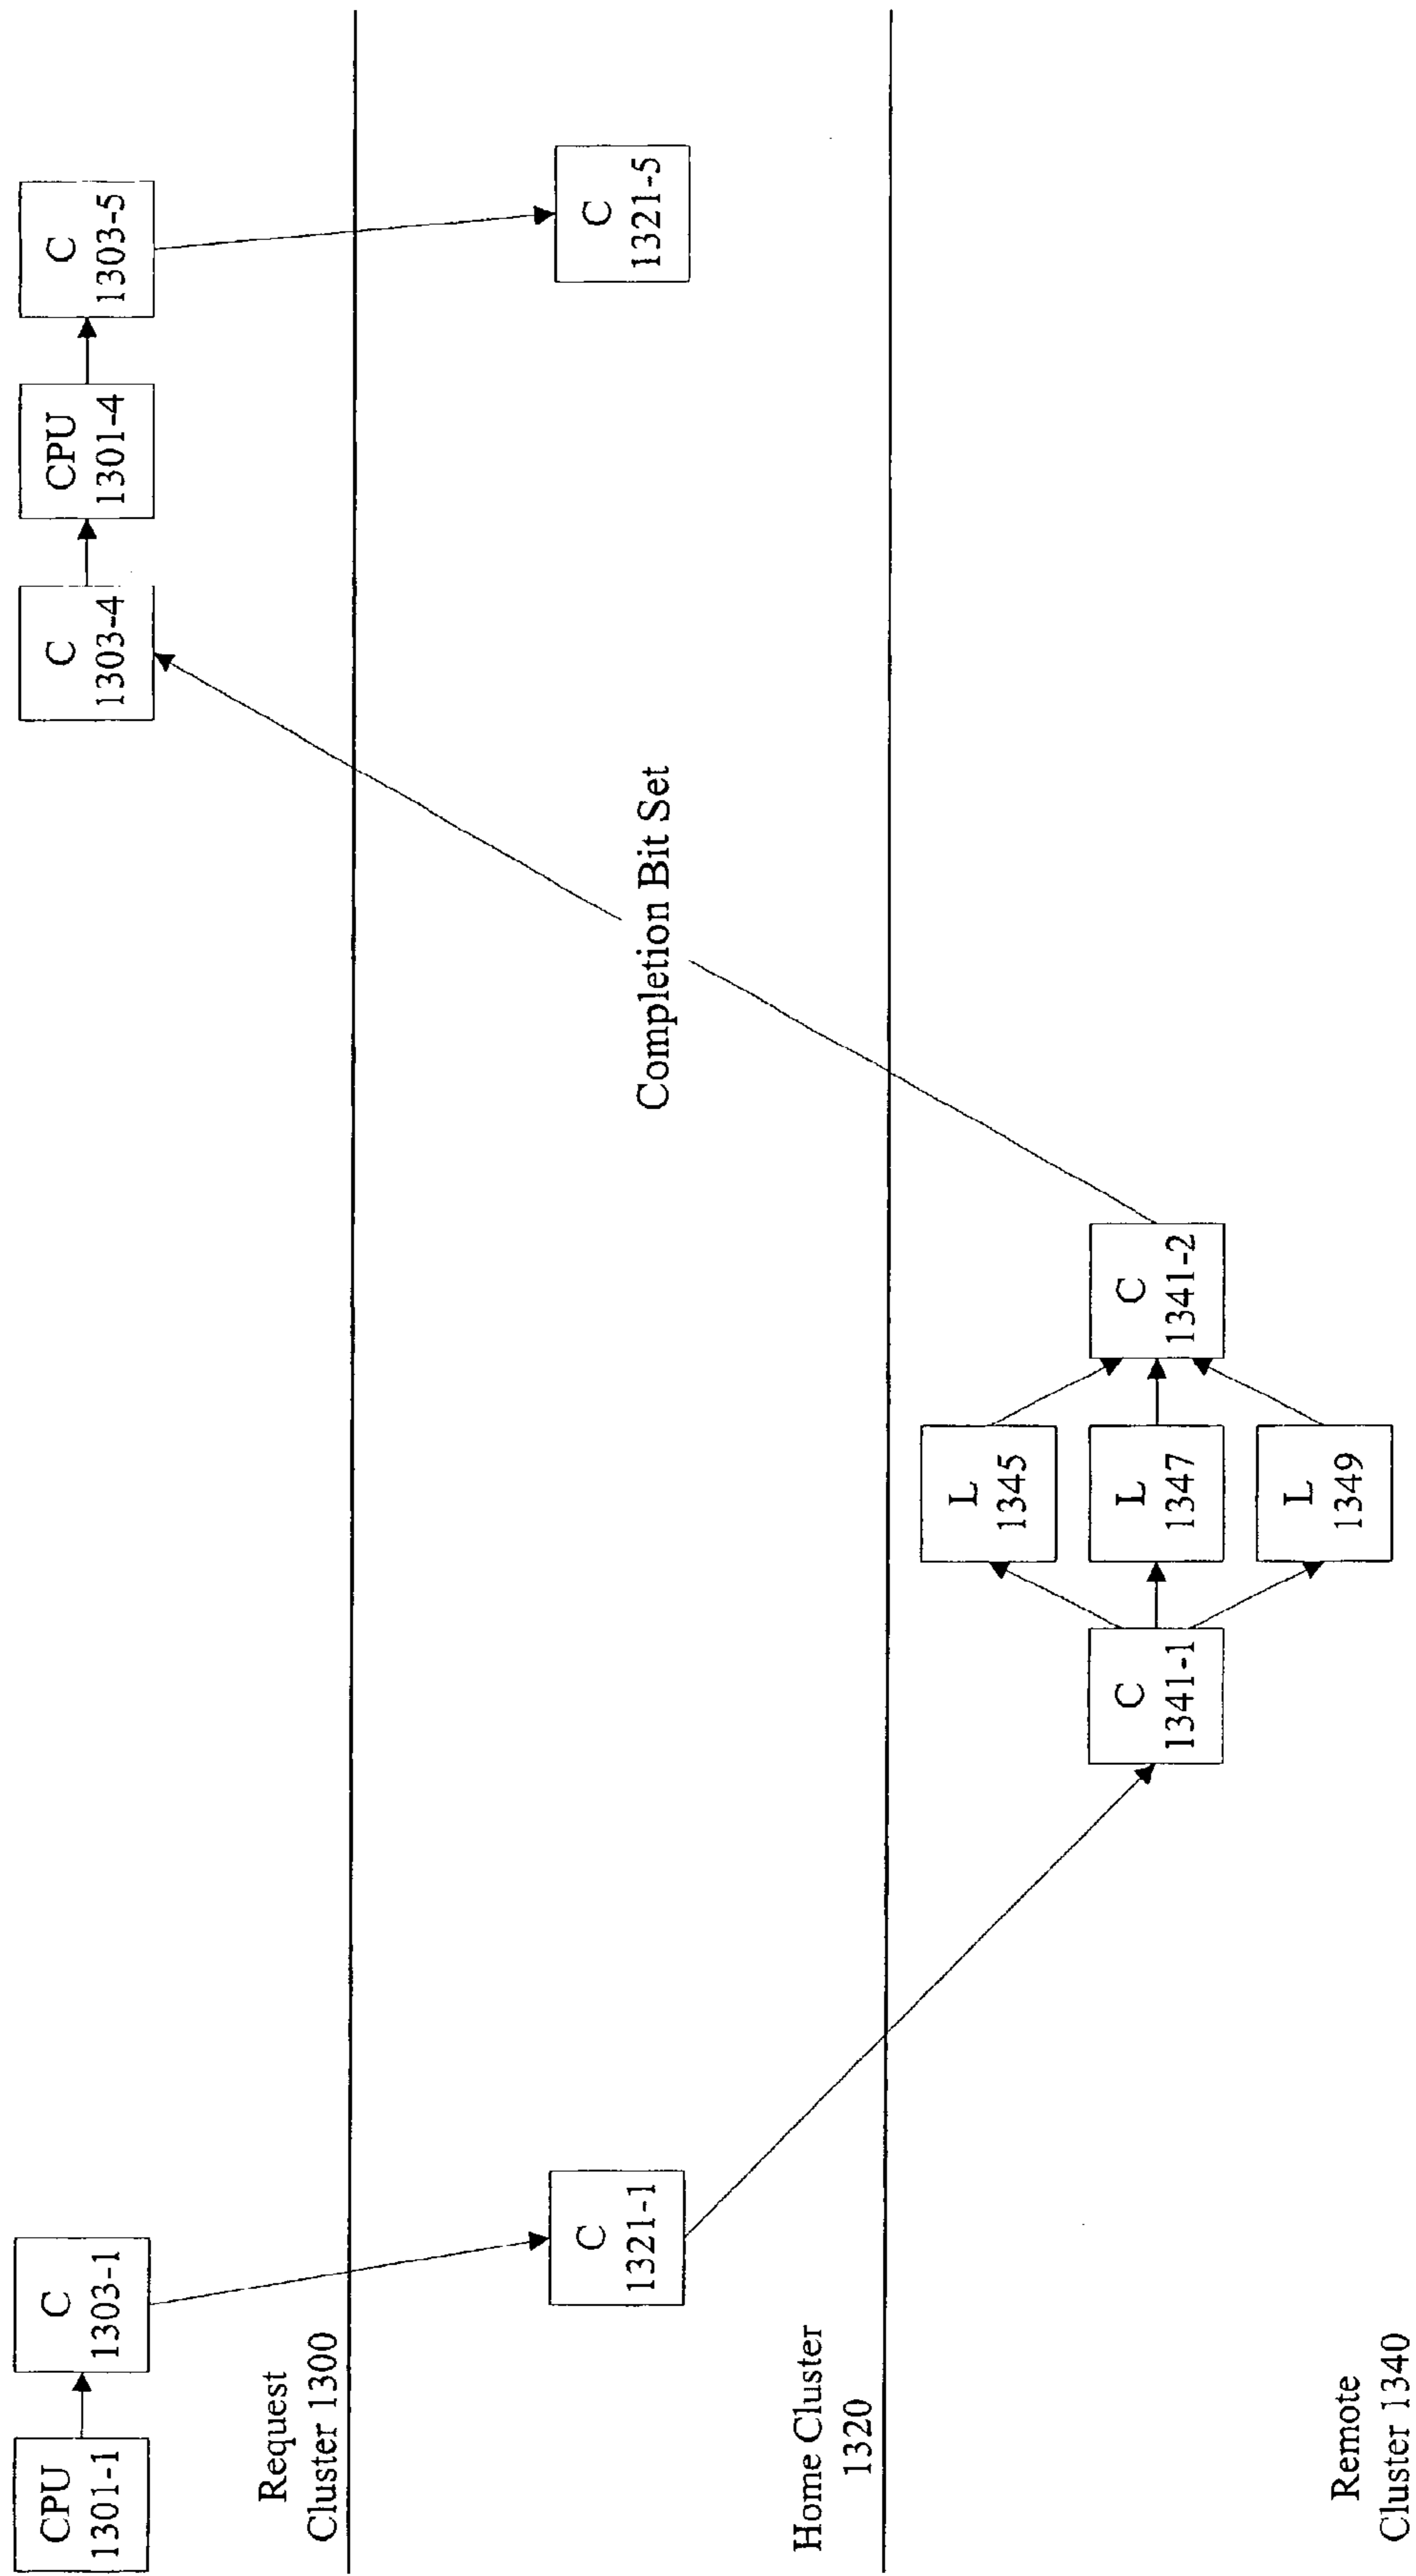 CPU
1301-1
C
1303-1
C
1303-4
CPU
1301-4
C
1303-5
Request
Cluster 1300
C
1321-1
Completion Bit Set
C
1321-5
Home Cluster
1320
C
1341-1
L
1345
L
1347
L
1349
C
1341-2
Remote
Cluster 1340